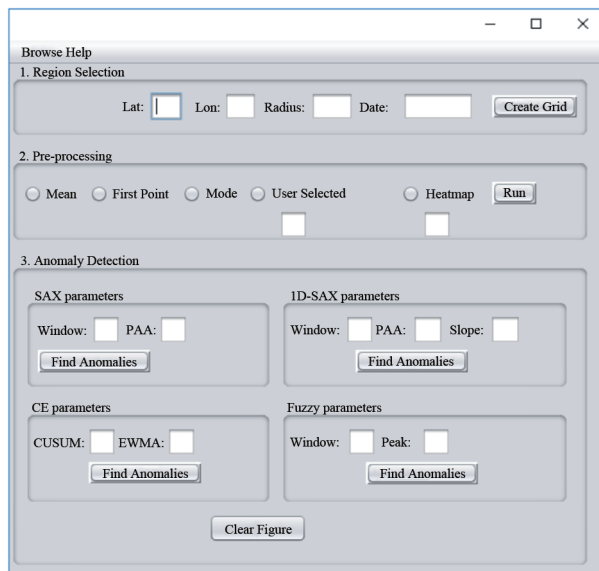 Browse Help
1. Region Selection
Lat: Lon: Radius: Date: Create Grid
2. Pre-processing
Mean First Point Mode User Selected Heatmap Run
3. Anomaly Detection
SAX parameters
Window: PAA:
Find Anomalies
1D-SAX parameters
Window: PAA: Slope:
Find Anomalies
CE parameters
CUSUM: EWMA:
Find Anomalies
Fuzzy parameters
Window: Peak:
Find Anomalies
Clear Figure